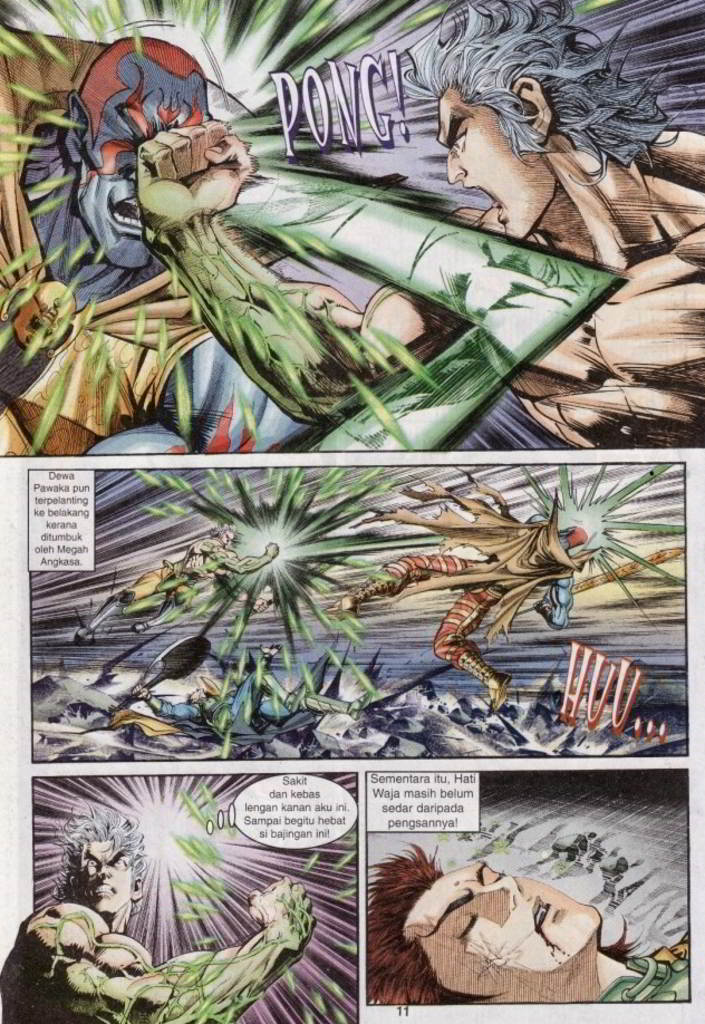 PONG!
Dewa
Pawaka pun
terpelanting
ke belakang
kerana
ditumbuk
oleh Megah
Angkasa.
HUU...
Sakit
dan kebas
lengan kanan aku ini.
Sampai begitu hebat
si bajingan ini!
Sementara itu, Hati
Waja masih belum
sedar daripada
pengsannya!
11